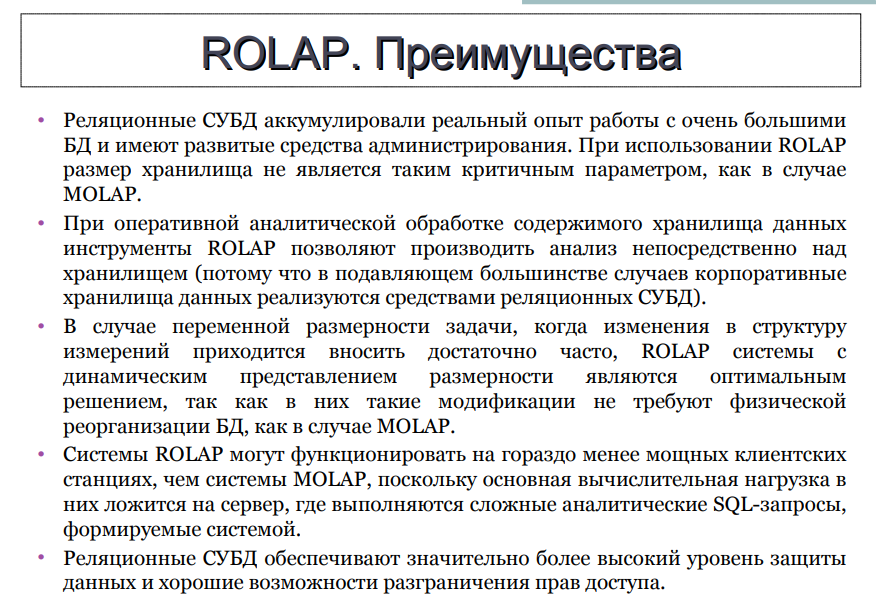 ROLAP. Преимущества
• Реляционные СУБД аккумулировали реальный опыт работы с очень большими
БД и имеют развитые средства администрирования. При использовании ROLAP
размер хранилища не является таким критичным параметром, как в случае
MOLAP.
• При оперативной аналитической обработке содержимого хранилища данных
инструменты ROLAP позволяют производить анализ непосредственно над
хранилищем (потому что в подавляющем большинстве случаев корпоративные
хранилища данных реализуются средствами реляционных СУБД).
• В случае переменной размерности задачи, когда изменения в структуру
измерений приходится вносить достаточно часто, ROLAP системы с
динамическим представлением размерности являются оптимальным
решением, так как в них такие модификации не требуют физической
реорганизации БД, как в случае MOLAP.
• Системы ROLAP могут функционировать на гораздо менее мощных клиентских
станциях, чем системы MOLAP, поскольку основная вычислительная нагрузка в
них ложится на сервер, где выполняются сложные аналитические SQL-запросы,
формируемые системой.
• Реляционные СУБД обеспечивают значительно более высокий уровень защиты
данных и хорошие возможности разграничения прав доступа.